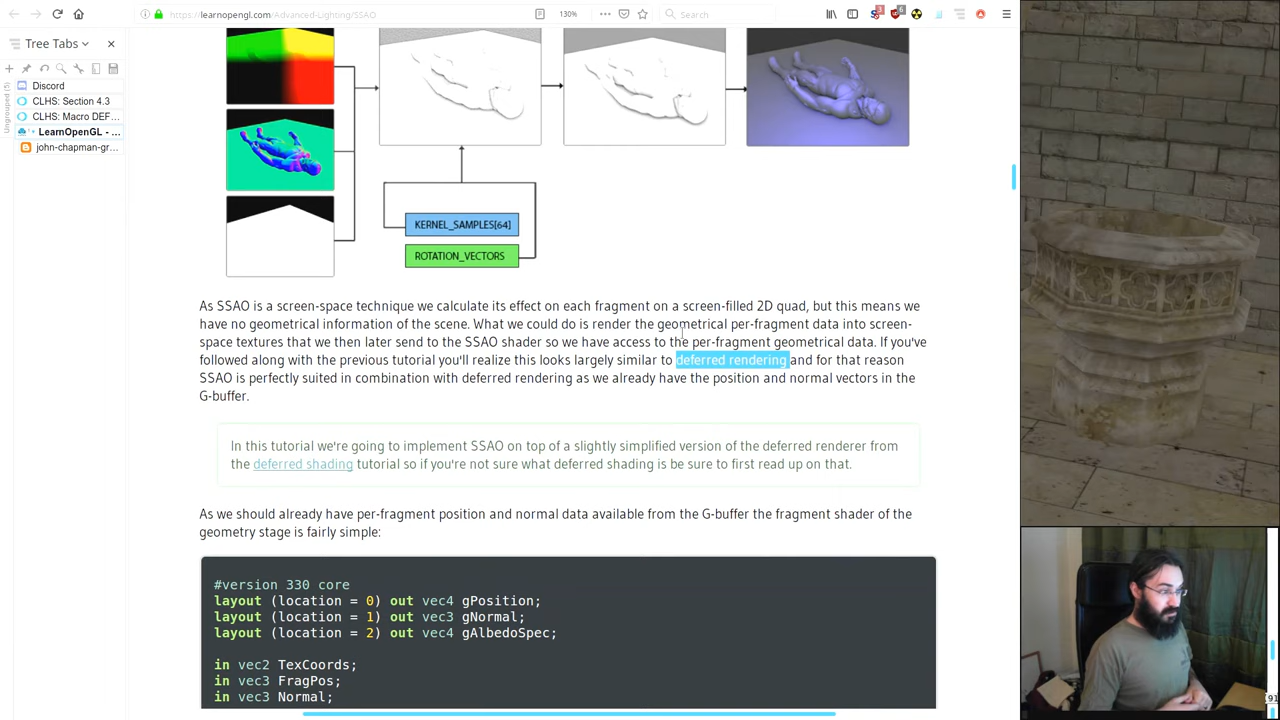 https://learnopengl.com/Advanced-Lighting/SSAO
130%
Search
3
6
Tree Tabs
Ungrouped (5)
Discord
CLHS: Section 4.3
CLHS: Macro DEF...
LearnOpenGL - ...
john-chapman-gr...
KERNEL_SAMPLES[64]
ROTATION_VECTORS
As SSAO is a screen-space technique we calculate its effect on each fragment on a screen-filled 2D quad, but this means we
have no geometrical information of the scene. What we could do is render the geometrical per-fragment data into screen-
space textures that we then later send to the SSAO shader so we have access to the per-fragment geometrical data. If you've
followed along with the previous tutorial you'll realize this looks largely similar to deferred rendering and for that reason
SSAO is perfectly suited in combination with deferred rendering as we already have the position and normal vectors in the
G-buffer.
In this tutorial we're going to implement SSAO on top of a slightly simplified version of the deferred renderer from
the deferred shading tutorial so if you're not sure what deferred shading is be sure to first read up on that.
As we should already have per-fragment position and normal data available from the G-buffer the fragment shader of the
geometry stage is fairly simple:
#version 330 core
layout (location = 0) out vec4 gPosition;
layout (location = 1) out vec3 gNormal;
layout (location = 2) out vec4 gAlbedoSpec;
in vec2 TexCoords;
in vec3 FragPos;
in vec3 Normal;
91